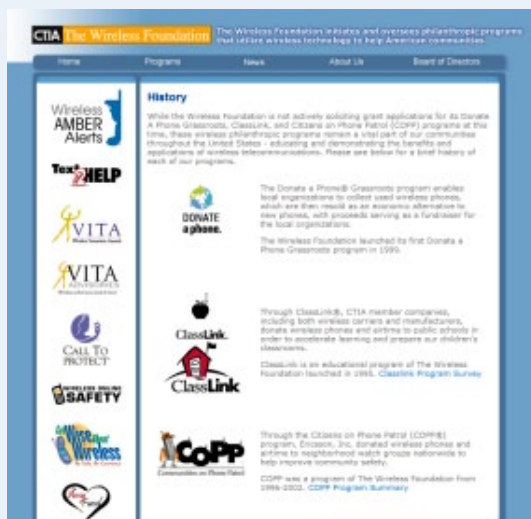 CTIA The Wireless Foundation
The Wireless Foundation initiates and oversees philanthropic programs
that utilize wireless technology to help American communities.
Home Programs News About Us Board of Directors
Wireless
AMBER
Alerts
Text2HELP
VITA
VITA
CALL TO
PROTECT
WIRELESS ONLINE
SAFETY
Get Wise About
Wireless
History
While the Wireless Foundation is not actively soliciting grant applications for its Donate
A Phone Grassroots, ClassLink, and Citizens on Phone Patrol (COPP) programs at this
time, these wireless philanthropic programs remain a vital part of our communities
throughout the United States - educating and demonstrating the benefits and
applications of wireless telecommunications. Please see below for a brief history of
each of our programs.
DONATE
a phone.
The Donate a Phone® Grassroots program enables
local organizations to collect used wireless phones,
which are then resold as an economic alternative to
new phones, with proceeds serving as a fundraiser for
the local organizations.
The Wireless Foundation launched its first Donate a
Phone Grassroots program in 1999.
ClassLink.
ClassLink
Through ClassLink®, CTIA member companies,
including both wireless carriers and manufacturers,
donate wireless phones and airtime to public schools in
order to accelerate learning and prepare our children's
classrooms.
ClassLink is an educational program of The Wireless
Foundation launched in 1995. Classlink Program Survey
COPP
Communities on Phone Patrol
Through the Citizens on Phone Patrol (COPP®)
program, Ericsson, Inc. donated wireless phones and
airtime to neighborhood watch groups nationwide to
help improve community safety.
COPP was a program of The Wireless Foundation from
1996-2002. COPP Program Summary